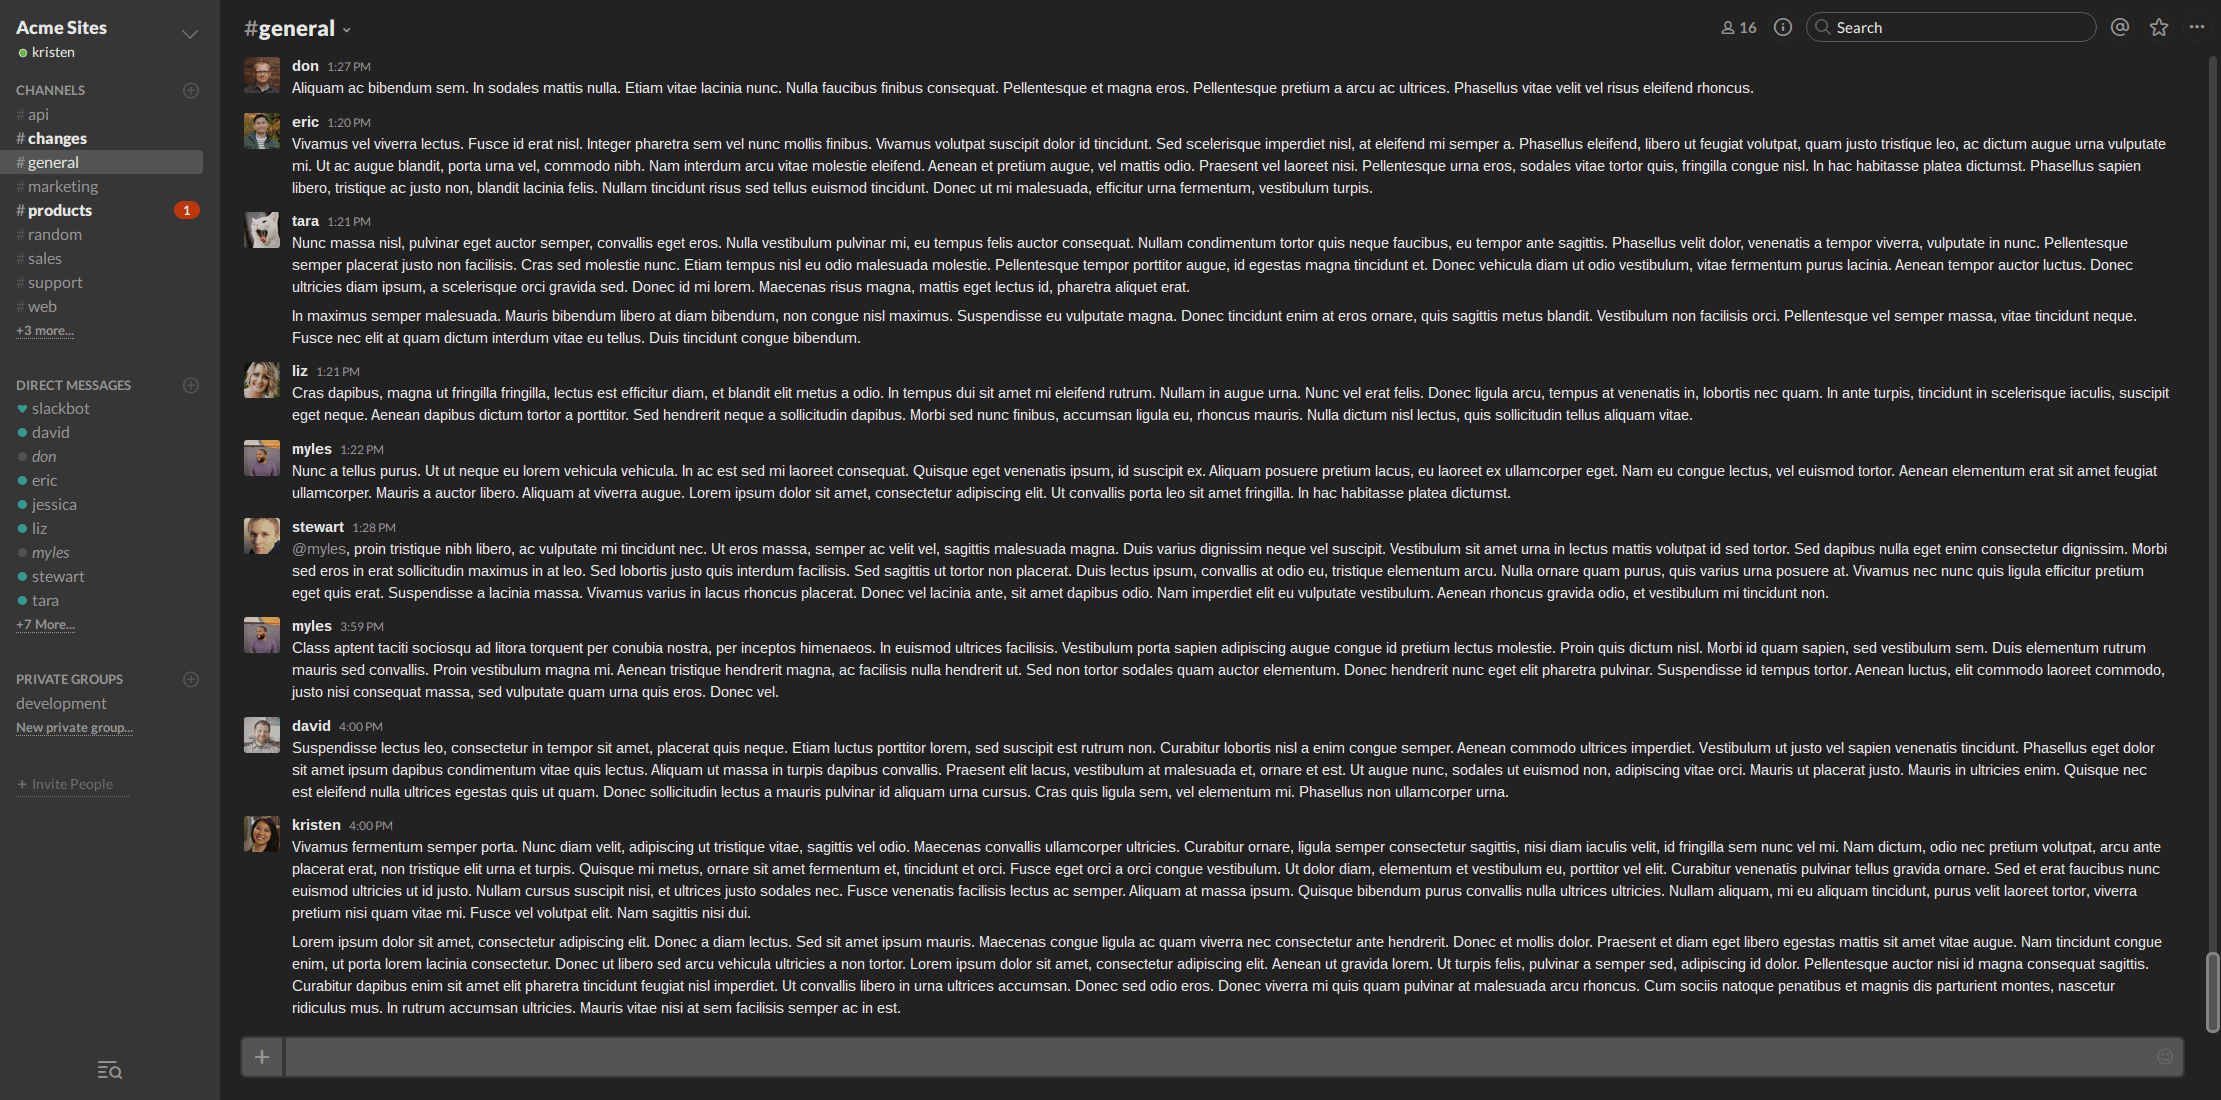 Acme Sites
kristen
CHANNELS
# api
# changes
# general
# marketing
# products 1
# random
# sales
# support
# web
+3 more...
DIRECT MESSAGES
slackbot
david
don
eric
jessica
liz
myles
stewart
tara
+7 More...
PRIVATE GROUPS
development
New private group...
+ Invite People
#general
16
Search
don 1:27 PM
Aliquam ac bibendum sem. In sodales mattis nulla. Etiam vitae lacinia nunc. Nulla faucibus finibus consequat. Pellentesque et magna eros. Pellentesque pretium a arcu ac ultrices. Phasellus vitae velit vel risus eleifend rhoncus.
eric 1:20 PM
Vivamus vel viverra lectus. Fusce id erat nisl. Integer pharetra sem vel nunc mollis finibus. Vivamus volutpat suscipit dolor id tincidunt. Sed scelerisque imperdiet nisl, at eleifend mi semper a. Phasellus eleifend, libero ut feugiat volutpat, quam justo tristique leo, ac dictum augue urna vulputate
mi. Ut ac augue blandit, porta urna vel, commodo nibh. Nam interdum arcu vitae molestie eleifend. Aenean et pretium augue, vel mattis odio. Praesent vel laoreet nisi. Pellentesque urna eros, sodales vitae tortor quis, fringilla congue nisl. In hac habitasse platea dictumst. Phasellus sapien
libero, tristique ac justo non, blandit lacinia felis. Nullam tincidunt risus sed tellus euismod tincidunt. Donec ut mi malesuada, efficitur urna fermentum, vestibulum turpis.
tara 1:21 PM
Nunc massa nisl, pulvinar eget auctor semper, convallis eget eros. Nulla vestibulum pulvinar mi, eu tempus felis auctor consequat. Nullam condimentum tortor quis neque faucibus, eu tempor ante sagittis. Phasellus velit dolor, venenatis a tempor viverra, vulputate in nunc. Pellentesque
semper placerat justo non facilisis. Cras sed molestie nunc. Etiam tempus nisl eu odio malesuada molestie. Pellentesque tempor porttitor augue, id egestas magna tincidunt et. Donec vehicula diam ut odio vestibulum, vitae fermentum purus lacinia. Aenean tempor auctor luctus. Donec
ultricies diam ipsum, a scelerisque orci gravida sed. Donec id mi lorem. Maecenas risus magna, mattis eget lectus id, pharetra aliquet erat.
In maximus semper malesuada. Mauris bibendum libero at diam bibendum, non congue nisl maximus. Suspendisse eu vulputate magna. Donec tincidunt enim at eros ornare, quis sagittis metus blandit. Vestibulum non facilisis orci. Pellentesque vel semper massa, vitae tincidunt neque.
Fusce nec elit at quam dictum interdum vitae eu tellus. Duis tincidunt congue bibendum.
liz 1:21 PM
Cras dapibus, magna ut fringilla fringilla, lectus est efficitur diam, et blandit elit metus a odio. In tempus dui sit amet mi eleifend rutrum. Nullam in augue urna. Nunc vel erat felis. Donec ligula arcu, tempus at venenatis in, lobortis nec quam. In ante turpis, tincidunt in scelerisque iaculis, suscipit
eget neque. Aenean dapibus dictum tortor a porttitor. Sed hendrerit neque a sollicitudin dapibus. Morbi sed nunc finibus, accumsan ligula eu, rhoncus mauris. Nulla dictum nisl lectus, quis sollicitudin tellus aliquam vitae.
myles 1:22 PM
Nunc a tellus purus. Ut ut neque eu lorem vehicula vehicula. In ac est sed mi laoreet consequat. Quisque eget venenatis ipsum, id suscipit ex. Aliquam posuere pretium lacus, eu laoreet ex ullamcorper eget. Nam eu congue lectus, vel euismod tortor. Aenean elementum erat sit amet feugiat
ullamcorper. Mauris a auctor libero. Aliquam at viverra augue. Lorem ipsum dolor sit amet, consectetur adipiscing elit. Ut convallis porta leo sit amet fringilla. In hac habitasse platea dictumst.
stewart 1:28 PM
@myles, proin tristique nibh libero, ac vulputate mi tincidunt nec. Ut eros massa, semper ac velit vel, sagittis malesuada magna. Duis varius dignissim neque vel suscipit. Vestibulum sit amet urna in lectus mattis volutpat id sed tortor. Sed dapibus nulla eget enim consectetur dignissim. Morbi
sed eros in erat sollicitudin maximus in at leo. Sed lobortis justo quis interdum facilisis. Sed sagittis ut tortor non placerat. Duis lectus ipsum, convallis at odio eu, tristique elementum arcu. Nulla ornare quam purus, quis varius urna posuere at. Vivamus nec nunc quis ligula efficitur pretium
eget quis erat. Suspendisse a lacinia massa. Vivamus varius in lacus rhoncus placerat. Donec vel lacinia ante, sit amet dapibus odio. Nam imperdiet elit eu vulputate vestibulum. Aenean rhoncus gravida odio, et vestibulum mi tincidunt non.
myles 3:59 PM
Class aptent taciti sociosqu ad litora torquent per conubia nostra, per inceptos himenaeos. In euismod ultrices facilisis. Vestibulum porta sapien adipiscing augue congue id pretium lectus molestie. Proin quis dictum nisl. Morbi id quam sapien, sed vestibulum sem. Duis elementum rutrum
mauris sed convallis. Proin vestibulum magna mi. Aenean tristique hendrerit magna, ac facilisis nulla hendrerit ut. Sed non tortor sodales quam auctor elementum. Donec hendrerit nunc eget elit pharetra pulvinar. Suspendisse id tempus tortor. Aenean luctus, elit commodo laoreet commodo,
justo nisi consequat massa, sed vulputate quam urna quis eros. Donec vel.
david 4:00 PM
Suspendisse lectus leo, consectetur in tempor sit amet, placerat quis neque. Etiam luctus porttitor lorem, sed suscipit est rutrum non. Curabitur lobortis nisl a enim congue semper. Aenean commodo ultrices imperdiet. Vestibulum ut justo vel sapien venenatis tincidunt. Phasellus eget dolor
sit amet ipsum dapibus condimentum vitae quis lectus. Aliquam ut massa in turpis dapibus convallis. Praesent elit lacus, vestibulum at malesuada et, ornare et est. Ut augue nunc, sodales ut euismod non, adipiscing vitae orci. Mauris ut placerat justo. Mauris in ultricies enim. Quisque nec
est eleifend nulla ultrices egestas quis ut quam. Donec sollicitudin lectus a mauris pulvinar id aliquam urna cursus. Cras quis ligula sem, vel elementum mi. Phasellus non ullamcorper urna.
kristen 4:00 PM
Vivamus fermentum semper porta. Nunc diam velit, adipiscing ut tristique vitae, sagittis vel odio. Maecenas convallis ullamcorper ultricies. Curabitur ornare, ligula semper consectetur sagittis, nisi diam iaculis velit, id fringilla sem nunc vel mi. Nam dictum, odio nec pretium volutpat, arcu ante
placerat erat, non tristique elit urna et turpis. Quisque mi metus, ornare sit amet fermentum et, tincidunt et orci. Fusce eget orci a orci congue vestibulum. Ut dolor diam, elementum et vestibulum eu, porttitor vel elit. Curabitur venenatis pulvinar tellus gravida ornare. Sed et erat faucibus nunc
euismod ultricies ut id justo. Nullam cursus suscipit nisi, et ultrices justo sodales nec. Fusce venenatis facilisis lectus ac semper. Aliquam at massa ipsum. Quisque bibendum purus convallis nulla ultrices ultricies. Nullam aliquam, mi eu aliquam tincidunt, purus velit laoreet tortor, viverra
pretium nisi quam vitae mi. Fusce vel volutpat elit. Nam sagittis nisi dui.
Lorem ipsum dolor sit amet, consectetur adipiscing elit. Donec a diam lectus. Sed sit amet ipsum mauris. Maecenas congue ligula ac quam viverra nec consectetur ante hendrerit. Donec et mollis dolor. Praesent et diam eget libero egestas mattis sit amet vitae augue. Nam tincidunt congue
enim, ut porta lorem lacinia consectetur. Donec ut libero sed arcu vehicula ultricies a non tortor. Lorem ipsum dolor sit amet, consectetur adipiscing elit. Aenean ut gravida lorem. Ut turpis felis, pulvinar a semper sed, adipiscing id dolor. Pellentesque auctor nisi id magna consequat sagittis.
Curabitur dapibus enim sit amet elit pharetra tincidunt feugiat nisl imperdiet. Ut convallis libero in urna ultrices accumsan. Donec sed odio eros. Donec viverra mi quis quam pulvinar at malesuada arcu rhoncus. Cum sociis natoque penatibus et magnis dis parturient montes, nascetur
ridiculus mus. In rutrum accumsan ultricies. Mauris vitae nisi at sem facilisis semper ac in est.